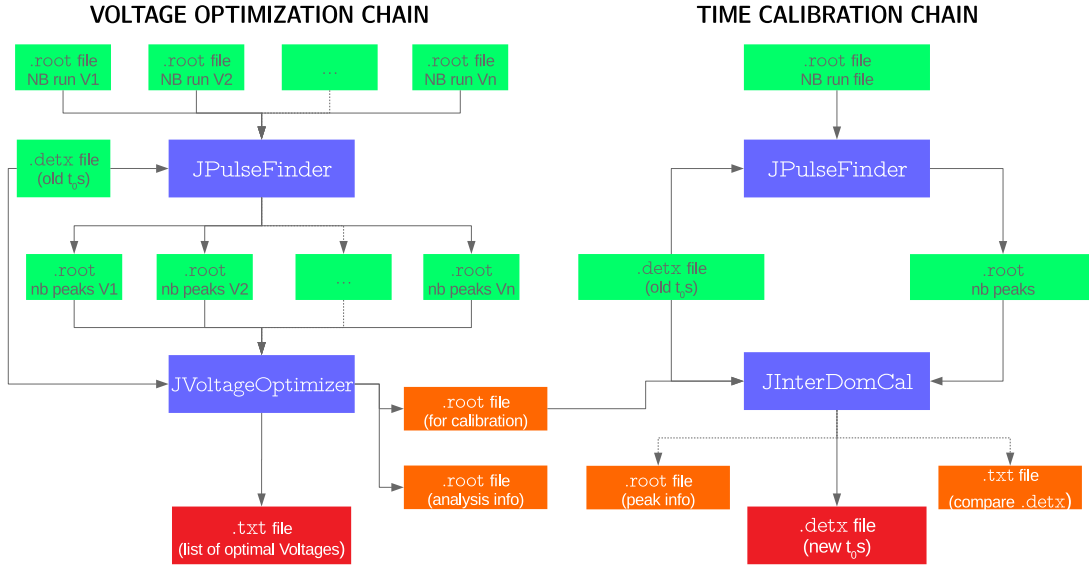 VOLTAGE OPTIMIZATION CHAIN
.root file
NB run V1
.root file
NB run V2
...
.root file
NB run Vn
.detx file
(old t0s)
JPulseFinder
.root
nb peaks V1
.root
nb peaks V2
...
.root
nb peaks Vn
JVoltageOptimizer
.root file
(for calibration)
.root file
(analysis info)
.txt file
(list of optimal Voltages)
TIME CALIBRATION CHAIN
.root file
NB run file
JPulseFinder
.detx file
(old t0s)
.root
nb peaks
JInterDomCal
.root file
(peak info)
.txt file
(compare .detx)
.detx file
(new t0s)